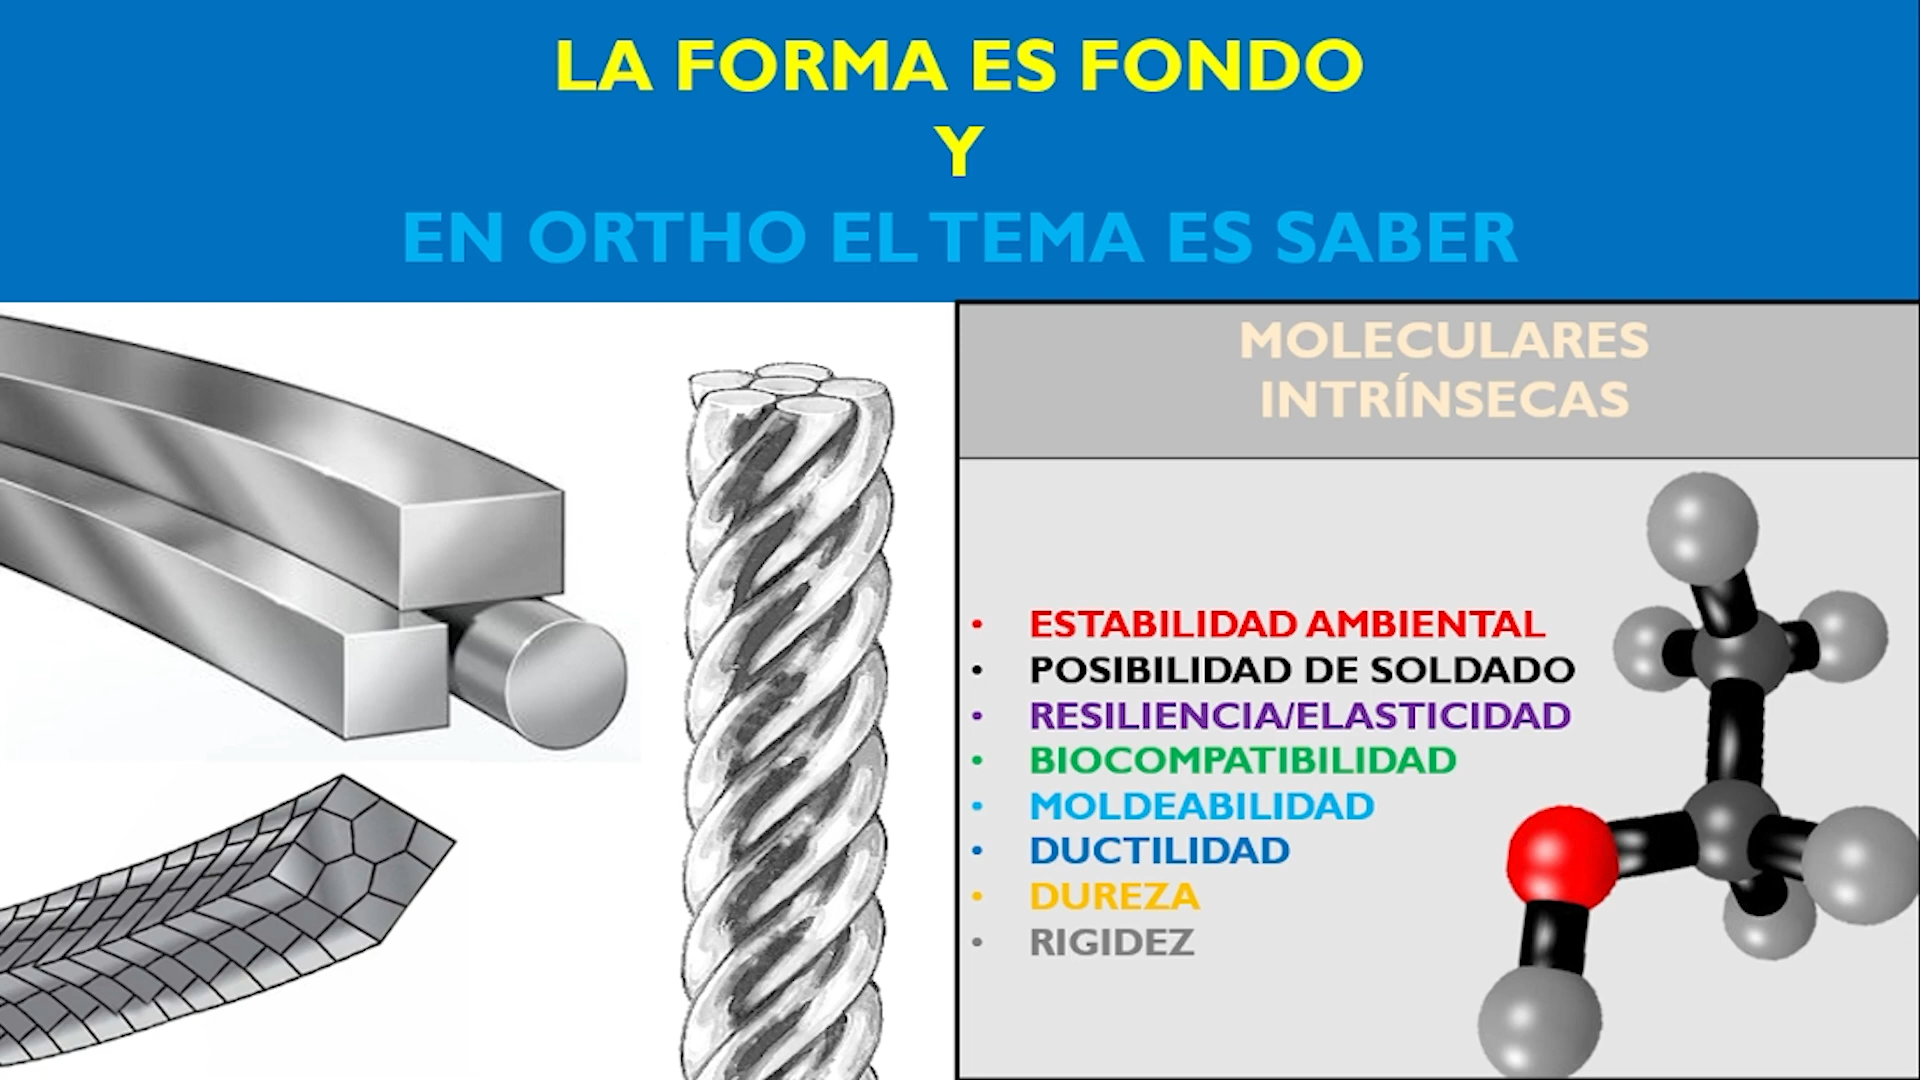 LA FORMA ES FONDO
Y
EN ORTHO EL TEMA ES SABER
MOLECULARES
INTRÍNSECAS
• ESTABILIDAD AMBIENTAL
• POSIBILIDAD DE SOLDADO
• RESILIENCIA/ELASTICIDAD
• BIOCOMPATIBILIDAD
• MOLDEABILIDAD
• DUCTILIDAD
• DUREZA
• RIGIDEZ